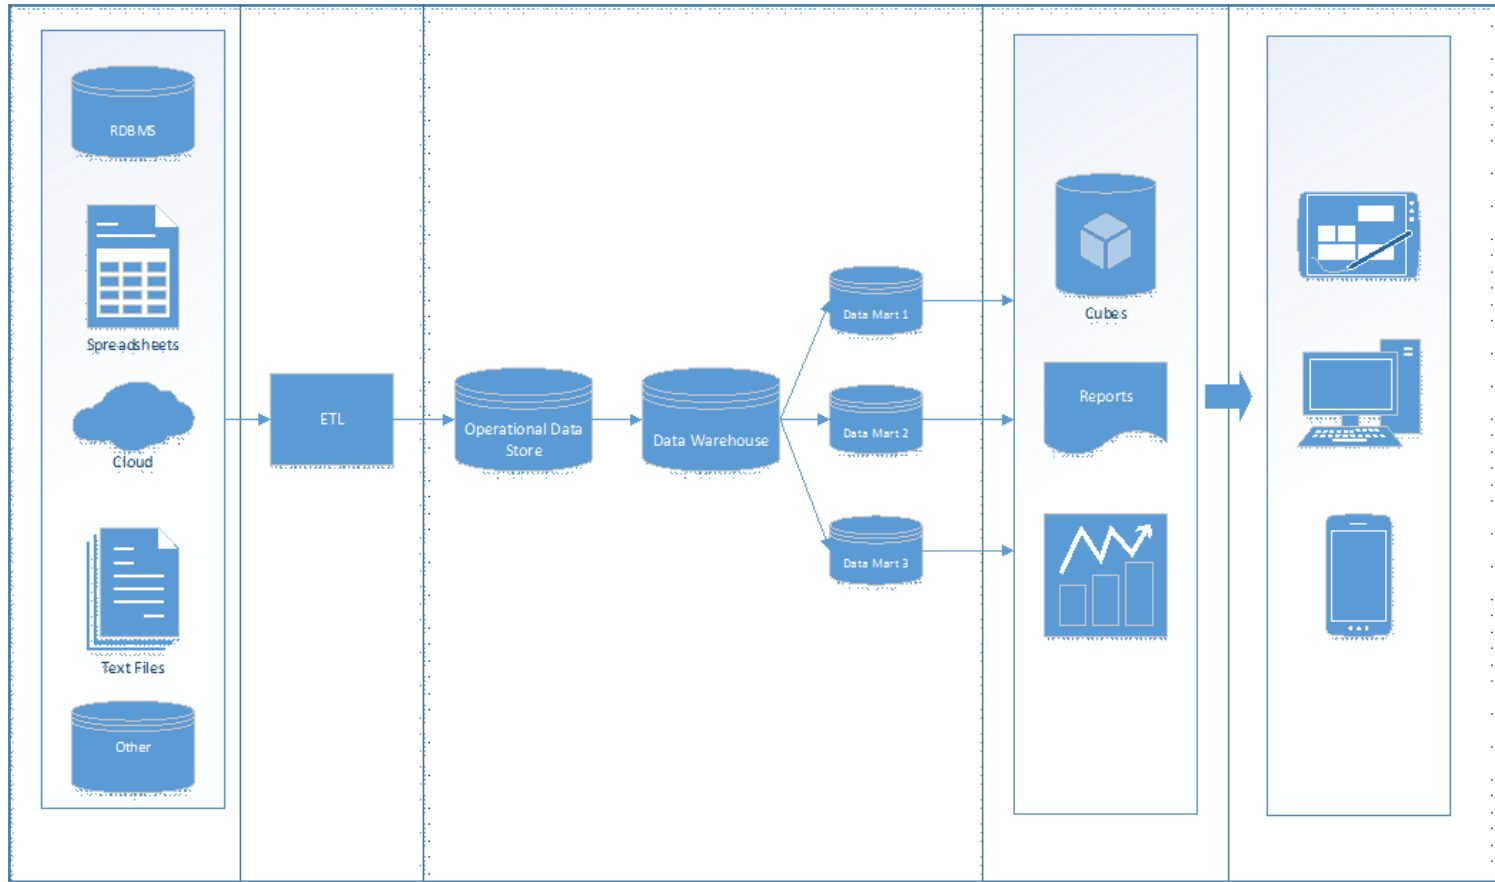 RDBMS
Spreadsheets
Cloud
Text Files
Other
ETL
Operational Data
Store
Data Warehouse
Data Mart 1
Data Mart 2
Data Mart 3
Cubes
Reports